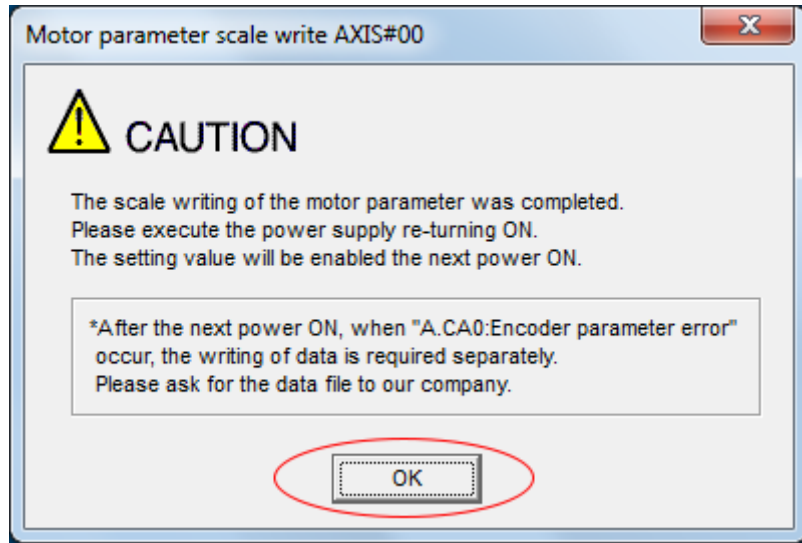 Motor parameter scale write AXIS#00
CAUTION
The scale writing of the motor parameter was completed.
Please execute the power supply re-turning ON.
The setting value will be enabled the next power ON.
*After the next power ON, when "A.CA0:Encoder parameter error"
occur, the writing of data is required separately.
Please ask for the data file to our company.
OK